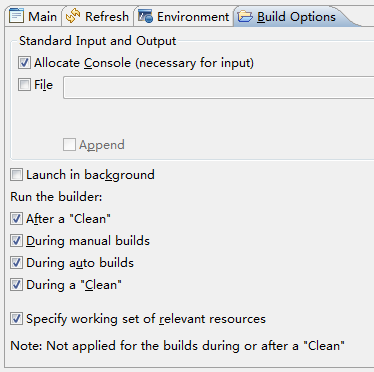 Main Refresh Environment Build Options
Standard Input and Output
Allocate Console (necessary for input)
File
Append
Launch in background
Run the builder:
After a "Clean"
During manual builds
During auto builds
During a "Clean"
Specify working set of relevant resources
Note: Not applied for the builds during or after a "Clean"